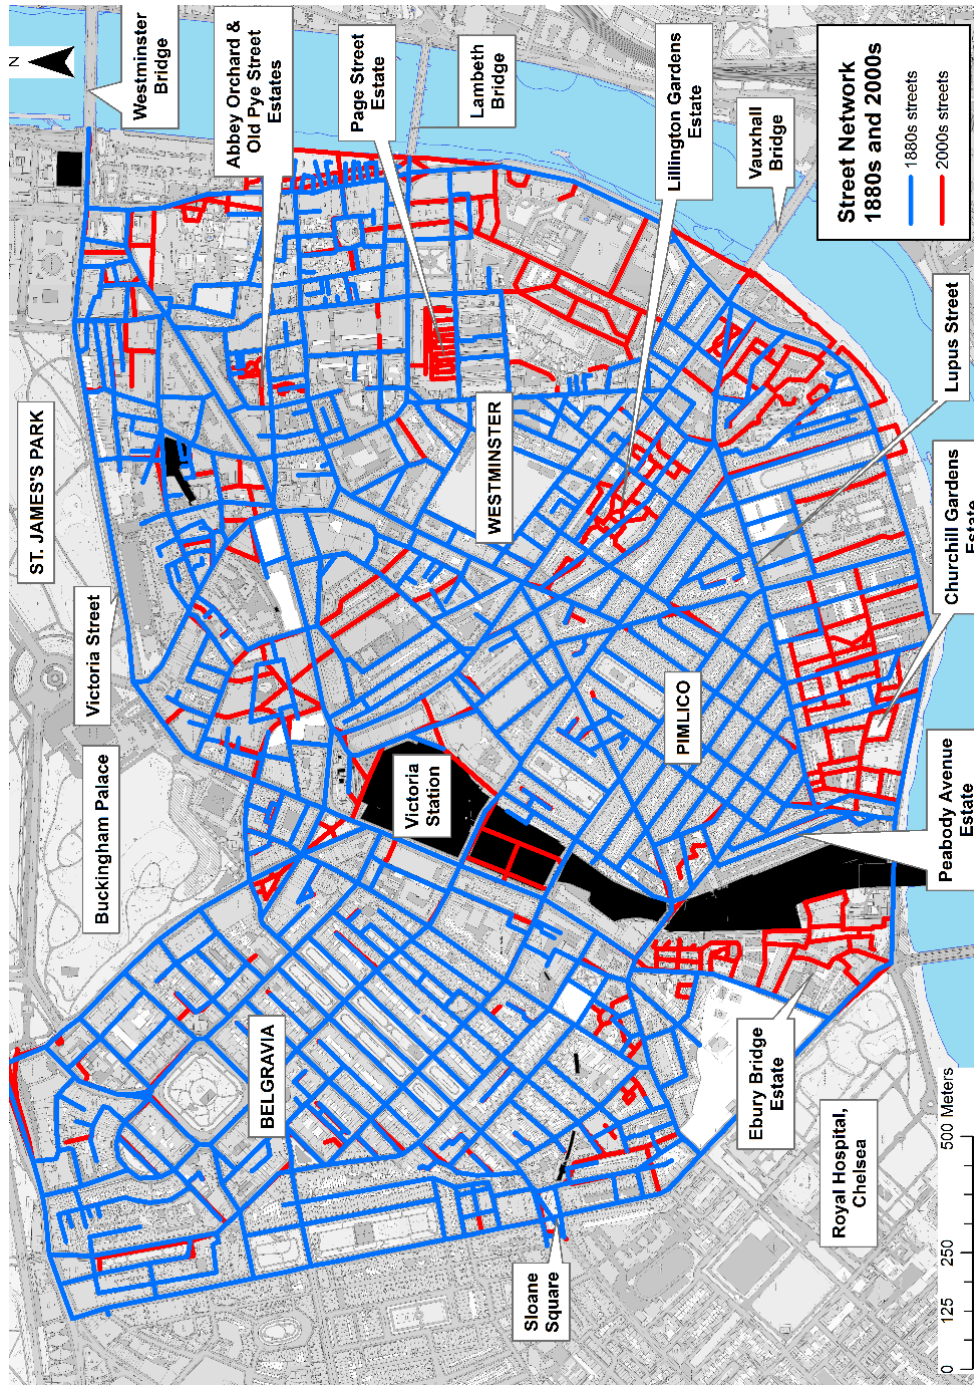 N
Westminster
Bridge
Abbey Orchard &
Old Pye Street
Estates
Page Street
Estate
Lambeth
Bridge
Lillington Gardens
Estate
Vauxhall
Bridge
Street Network
1880s and 2000s
1880s streets
2000s streets
ST. JAMES'S PARK
Victoria Street
Buckingham Palace
WESTMINSTER
Victoria
Station
PIMLICO
Lupus Street
Churchill Gardens
Estate
Peabody Avenue
Estate
BELGRAVIA
Ebury Bridge
Estate
Royal Hospital,
Chelsea
Sloane
Square
0 125 250 500 Meters